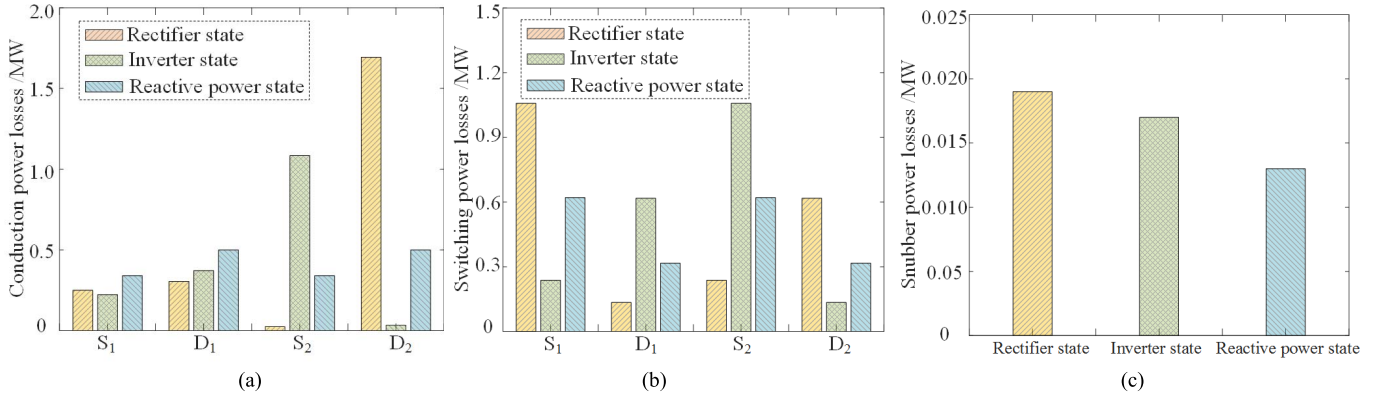 Conduction power losses /MW
2.0
1.5
1.0
0.5
0
Rectifier state
Inverter state
Reactive power state
S1
D1
S2
D2
(a)
Switching power losses /MW
1.5
1.2
0.9
0.6
0.3
0
Rectifier state
Inverter state
Reactive power state
S1
D1
S2
D2
(b)
Snubber power losses /MW
0.025
0.020
0.015
0.010
0.05
0
Rectifier state
Inverter state
Reactive power state
(c)